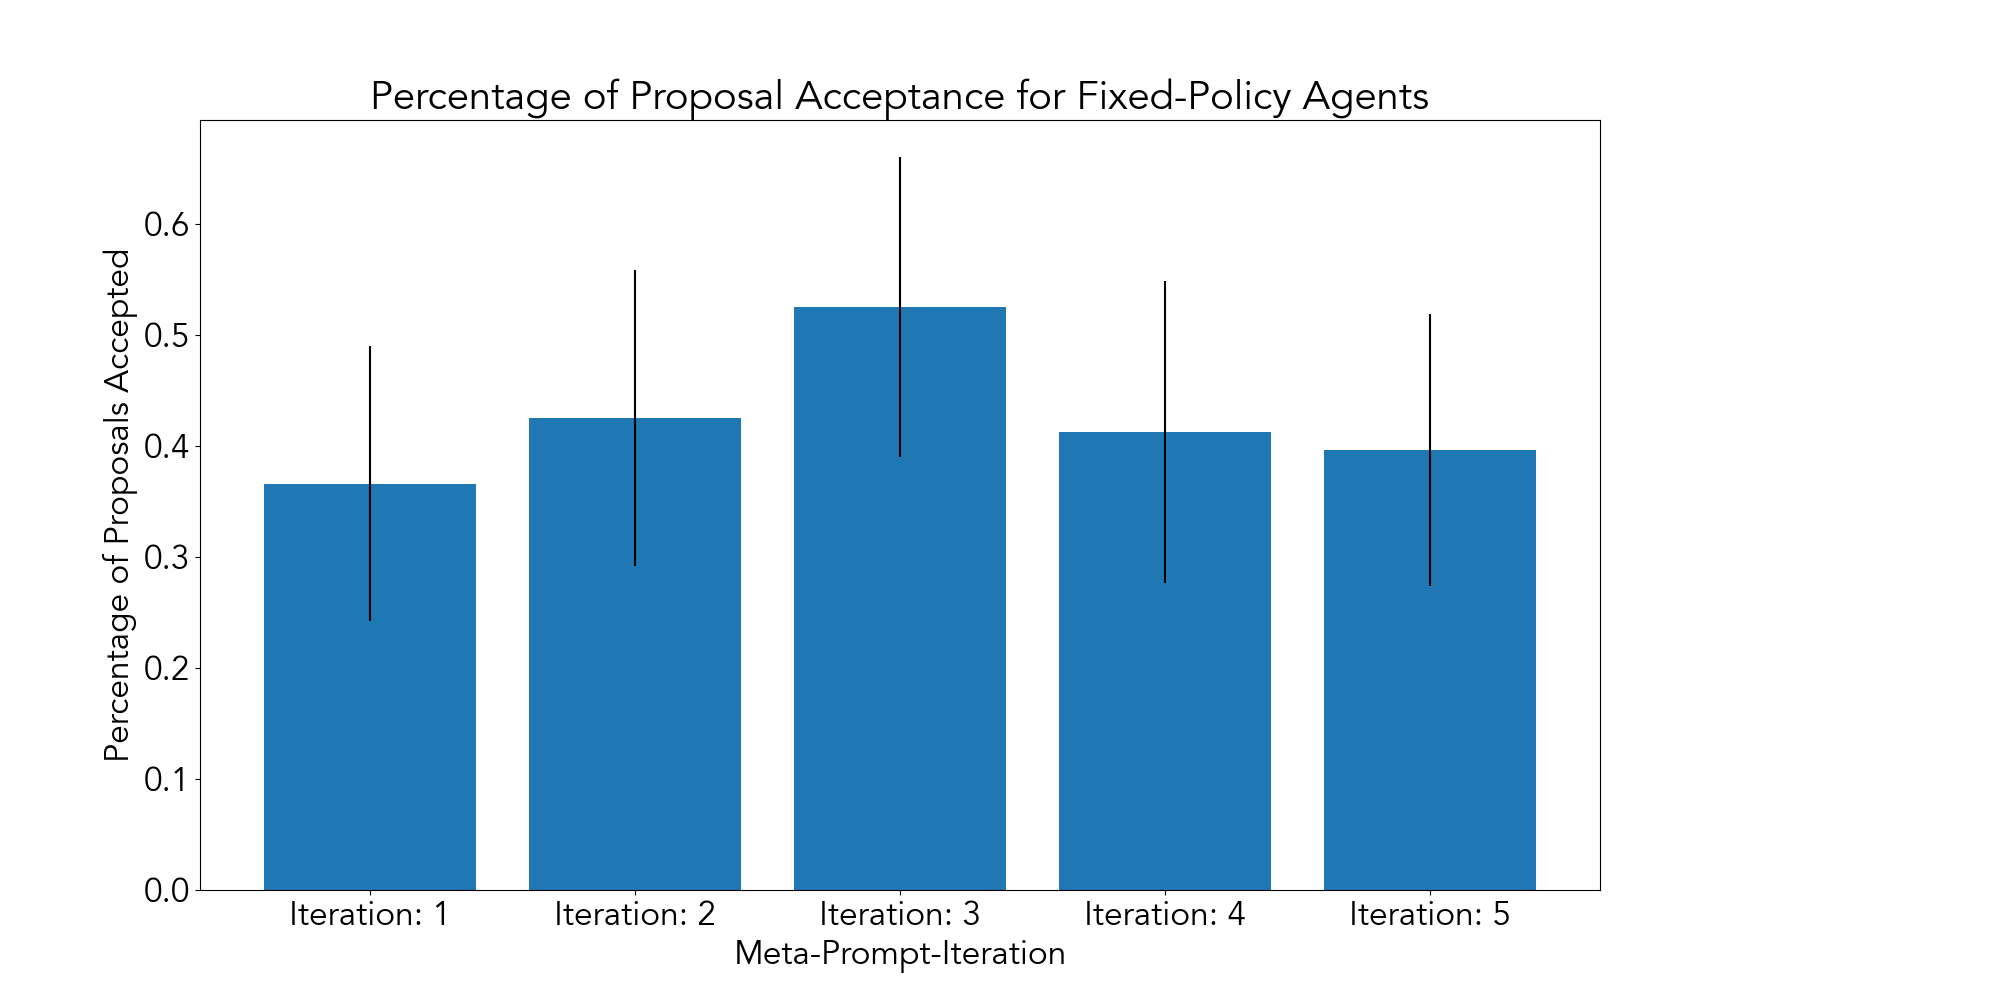 Percentage of Proposal Acceptance for Fixed-Policy Agents
Percentage of Proposals Accepted
0.6
0.5
0.4
0.3
0.2
0.1
0.0
Iteration: 1
Iteration: 2
Iteration: 3
Iteration: 4
Iteration: 5
Meta-Prompt-Iteration